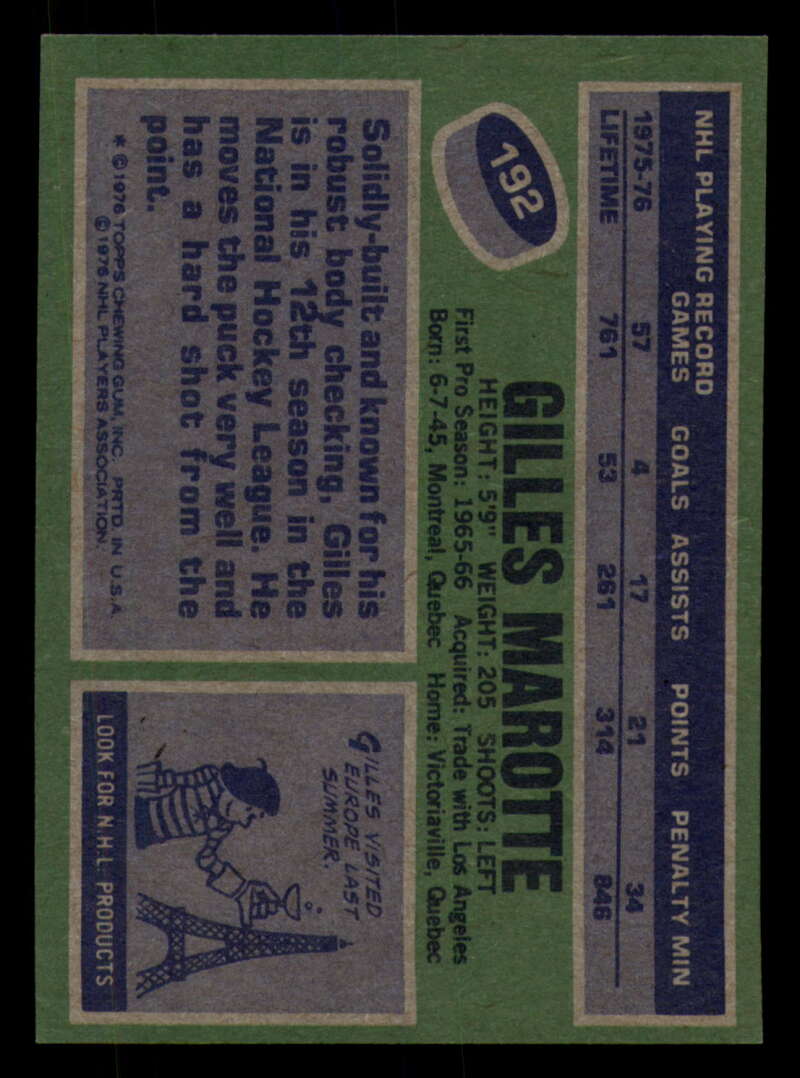 192
GILLES MAROTTE
HEIGHT: 5'9" WEIGHT: 205 SHOOTS: LEFT
First Pro Season: 1965-66 Acquired: Trade with Los Angeles
Born: 6-7-45, Montreal, Quebec Home: Victoriaville, Quebec
NHL PLAYING RECORD
GAMES GOALS ASSISTS POINTS PENALTY MIN
1975-76 57 4 17 21 34
LIFETIME 761 53 261 314 846
Solidly-built and known for his
robust body checking, Gilles
is in his 12th season in the
National Hockey League. He
moves the puck very well and
has a hard shot from the
point.
* © 1976 TOPPS CHEWING GUM, INC. PRTD. IN U.S.A.
© 1976 NHL PLAYERS ASSOCIATION.
GILLES VISITED
EUROPE LAST
SUMMER.
LOOK FOR N.H.L. PRODUCTS